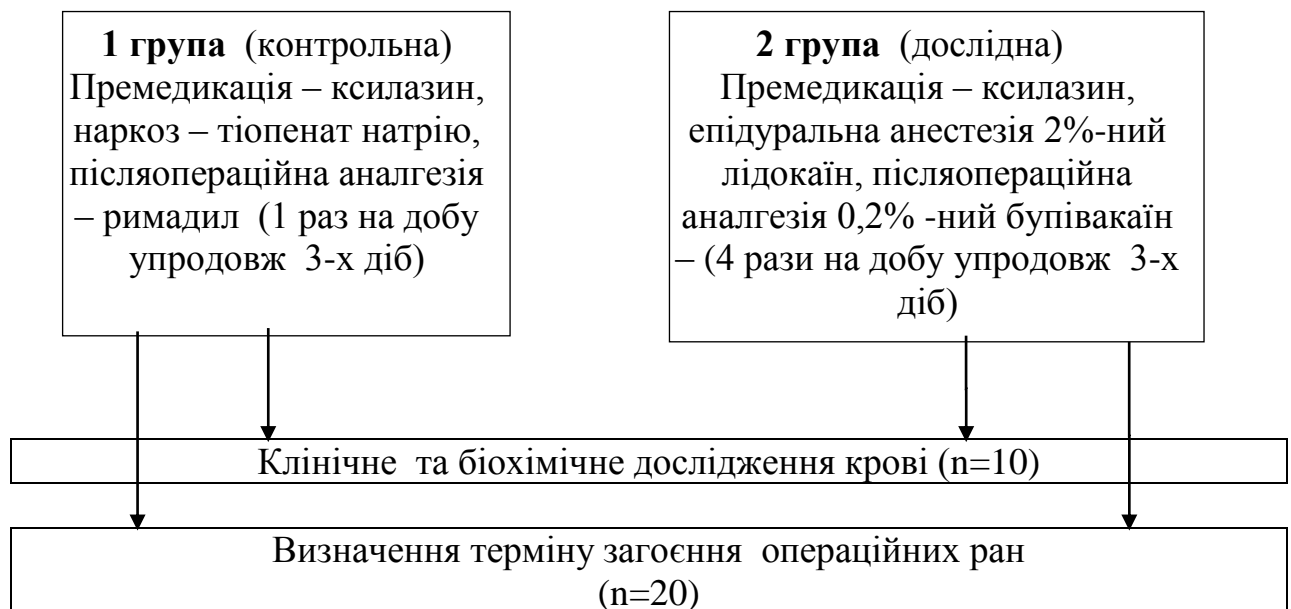 1 група (контрольна)
Премедикація – ксилазин,
наркоз – тіопенат натрію,
післяопераційна аналгезія
– римадил (1 раз на добу
упродовж 3-х діб)
2 група (дослідна)
Премедикація – ксилазин,
епідуральна анестезія 2%-ний
лідокаїн, післяопераційна
аналгезія 0,2% -ний бупівакаїн
– (4 рази на добу упродовж 3-х
діб)
Клінічне та біохімічне дослідження крові (n=10)
Визначення терміну загоєння операційних ран
(n=20)